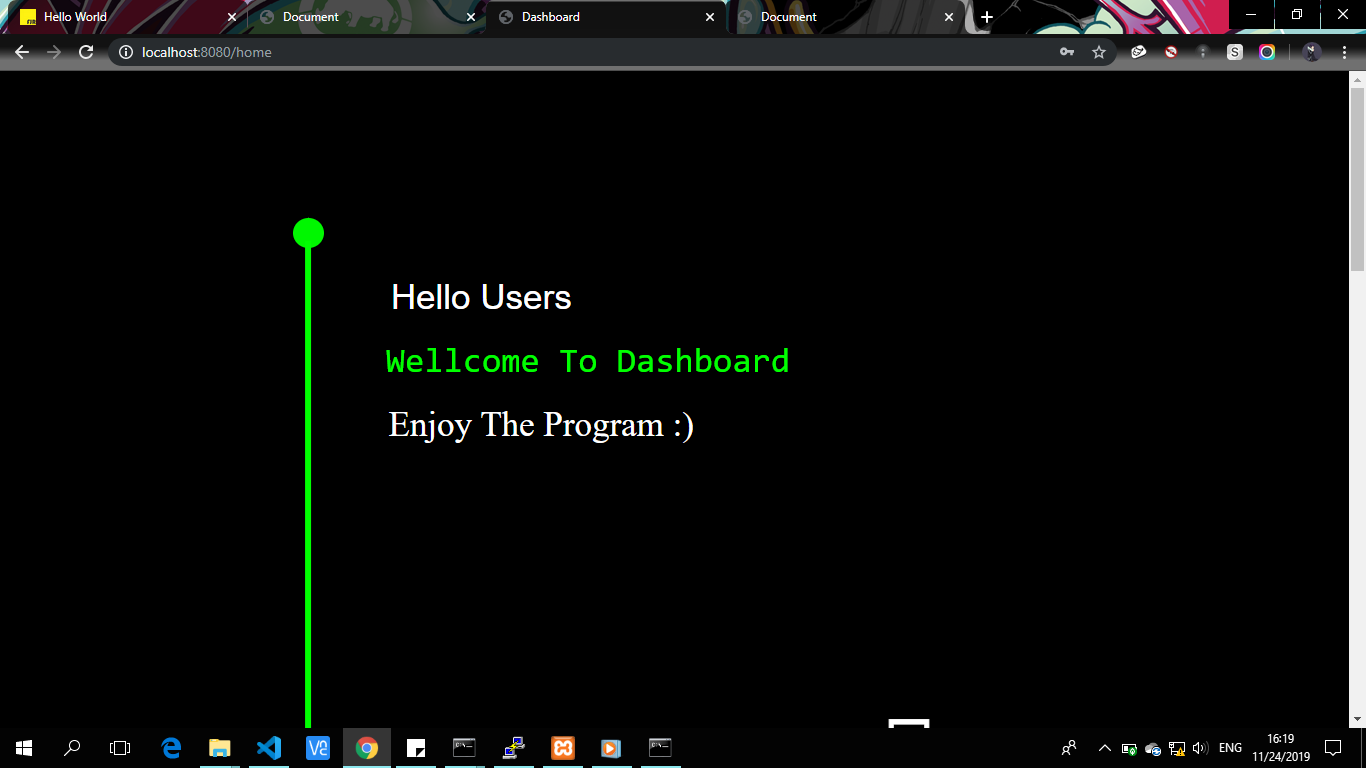 Hello World
Document
Dashboard
Document
localhost:8080/home
S
Hello Users
Wellcome To Dashboard
Enjoy The Program :)
ENG
16:19
11/24/2019